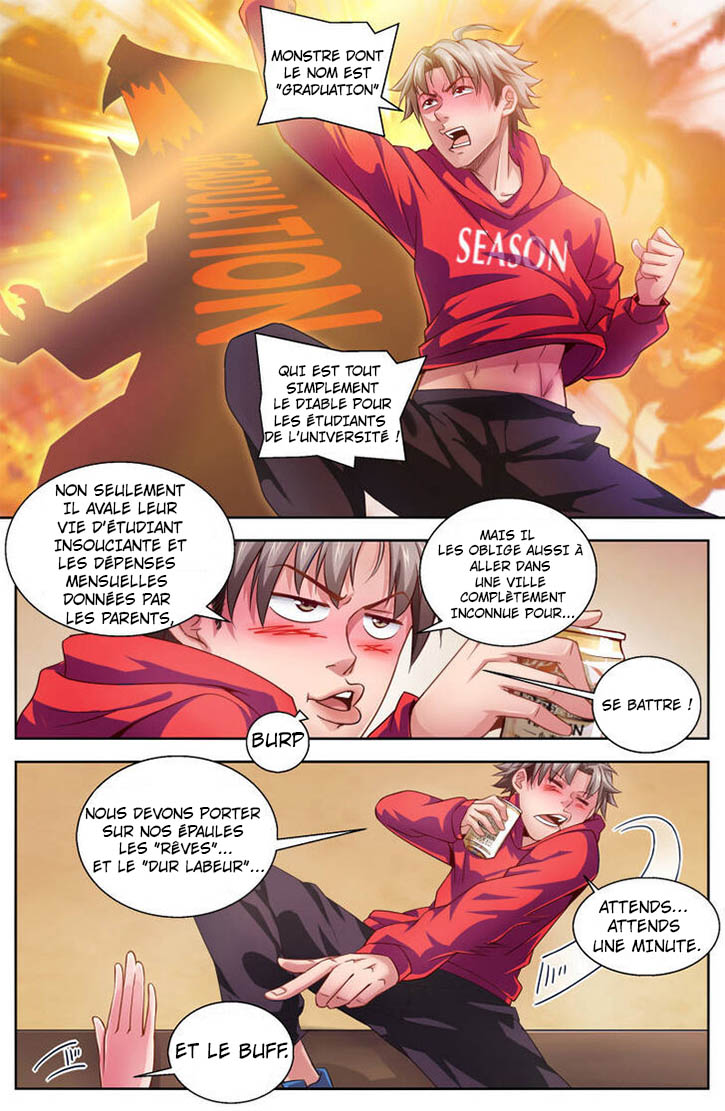 MONSTRE DONT
LE NOM EST
"GRADUATION"
GRADUATION
SEASON
QUI EST TOUT
SIMPLEMENT
LE DIABLE POUR
LES ÉTUDIANTS
DE L'UNIVERSITÉ !
NON SEULEMENT
IL AVALE LEUR
VIE D'ÉTUDIANT
INSOUCIANTE ET
LES DÉPENSES
MENSUELLES
DONNÉES PAR
LES PARENTS,
MAIS IL
LES OBLIGE AUSSI À
ALLER DANS
UNE VILLE
COMPLÈTEMENT
INCONNUE POUR...
SE BATTRE !
BURP
NOUS DEVONS PORTER
SUR NOS ÉPAULES
LES "RÊVES"...
ET LE "DUR LABEUR"...
ATTENDS...
ATTENDS
UNE MINUTE.
ET LE BUFF.